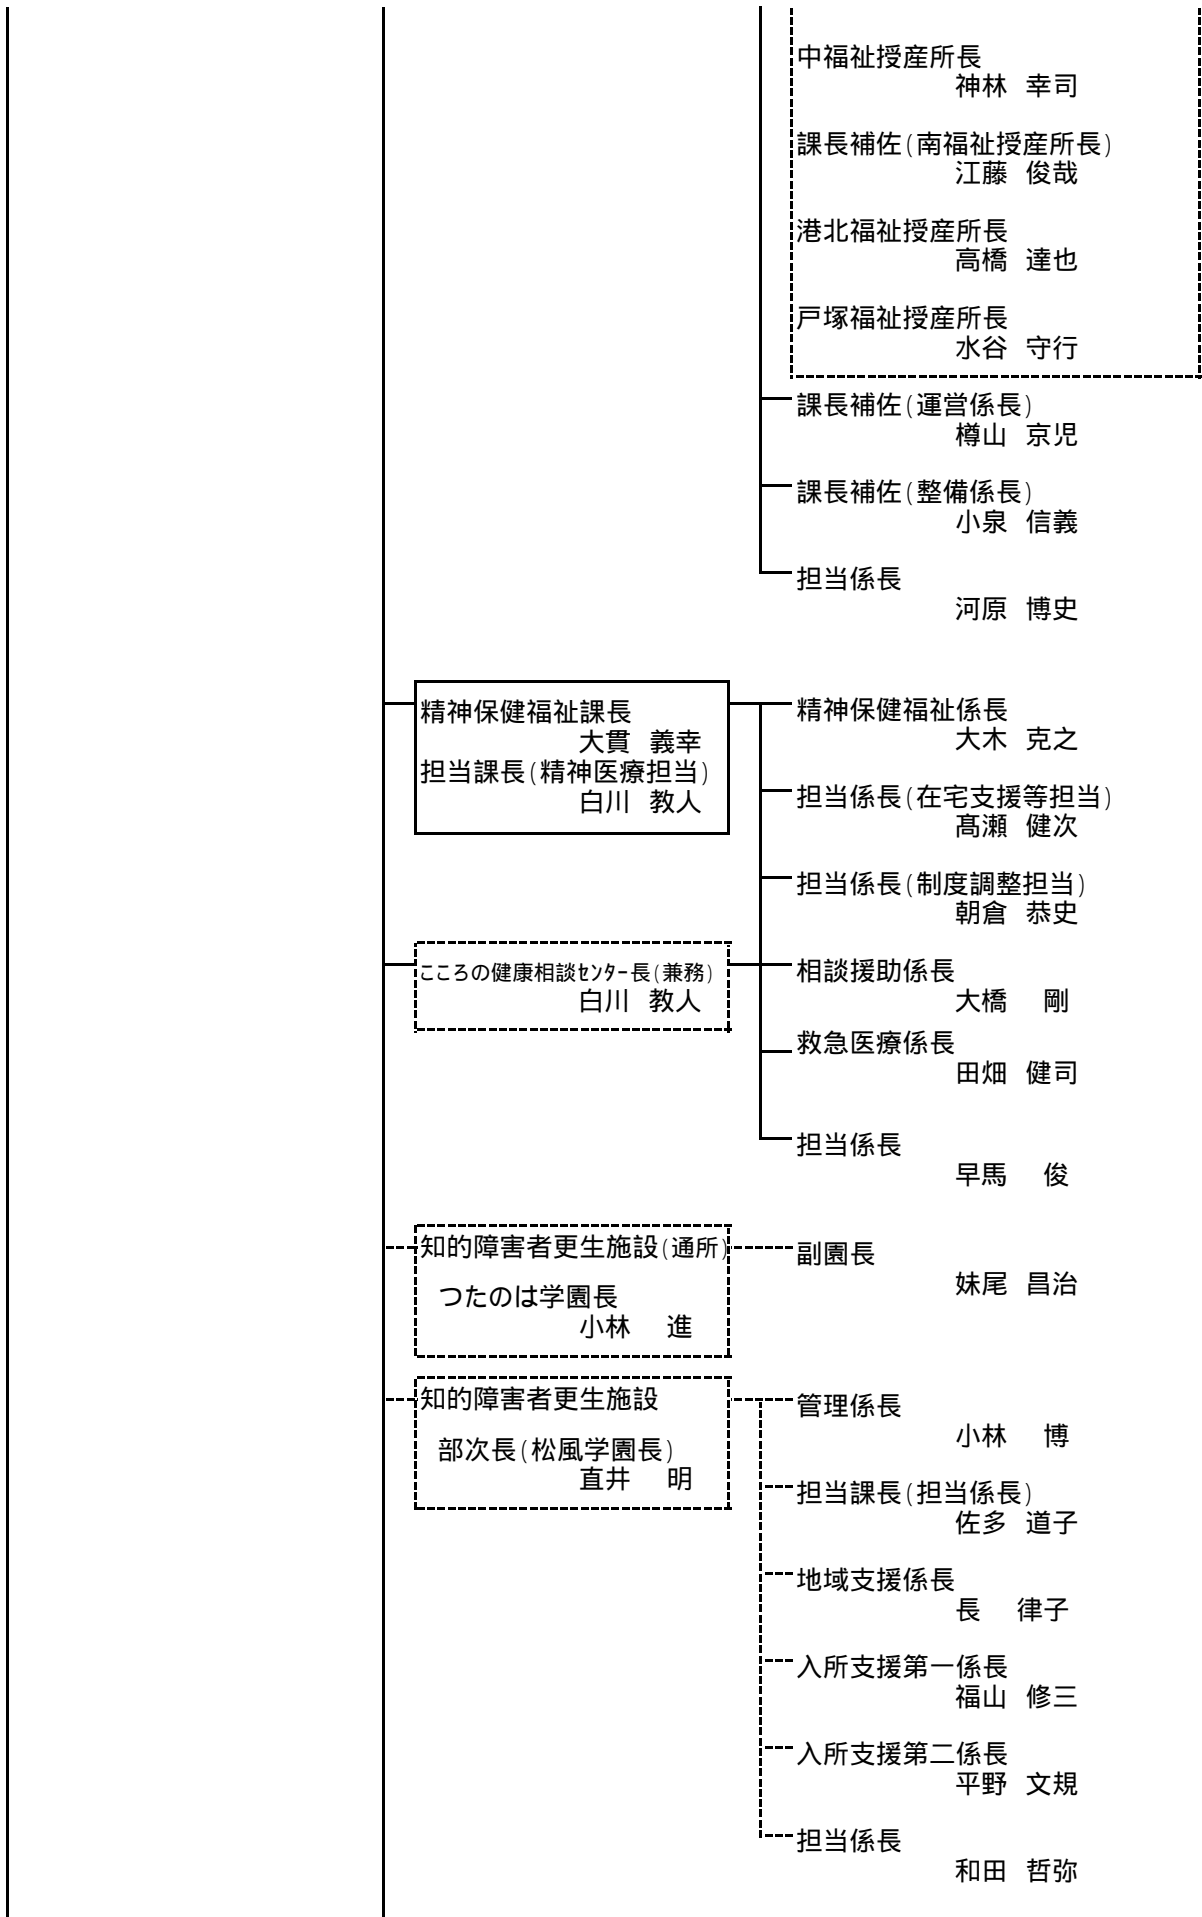 中福祉授産所長
神林 幸司
課長補佐(南福祉授産所長)
江藤 俊哉
港北福祉授産所長
高橋 達也
戸塚福祉授産所長
水谷 守行
課長補佐(運営係長)
樽山 京児
課長補佐(整備係長)
小泉 信義
担当係長
河原 博史
精神保健福祉課長
大貫 義幸
担当課長(精神医療担当)
白川 教人
精神保健福祉係長
大木 克之
担当係長(在宅支援等担当)
髙瀬 健次
担当係長(制度調整担当)
朝倉 恭史
こころの健康相談ｾﾝﾀｰ長(兼務)
白川 教人
相談援助係長
大橋 剛
救急医療係長
田畑 健司
担当係長
早馬 俊
知的障害者更生施設(通所)
つたのは学園長
小林 進
副園長
妹尾 昌治
知的障害者更生施設
部次長(松風学園長)
直井 明
管理係長
小林 博
担当課長(担当係長)
佐多 道子
地域支援係長
長 律子
入所支援第一係長
福山 修三
入所支援第二係長
平野 文規
担当係長
和田 哲弥